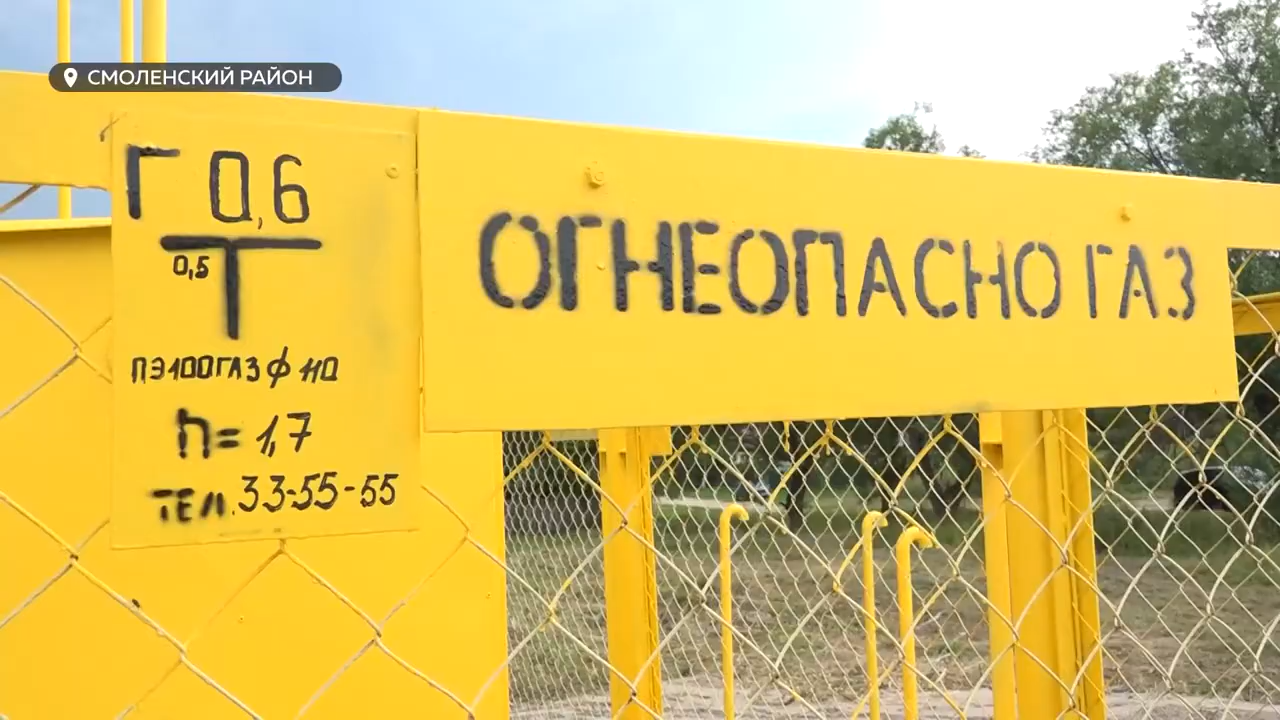 СМОЛЕНСКИЙ РАЙОН
Г 0,6
0,5
ПЭ100ГАЗ Ф 110
h= 1,7
ТЕЛ. 33-55-55
ОГНЕОПАСНО ГАЗ